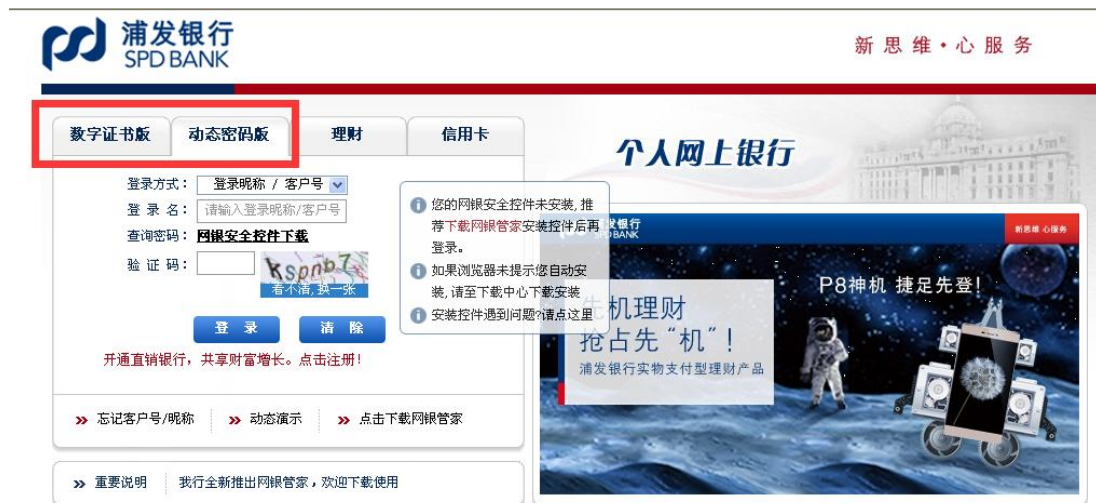 浦发银行
SPD BANK
新思维·心服务
数字证书版 动态密码版 理财 信用卡
个人网上银行
登录方式： 登录昵称 / 客户号
登 录 名： 请输入登录昵称/客户号
查询密码： 网银安全控件下载
验 证 码：
看不清,换一张
登 录 清 除
开通直销银行，共享财富增长。点击注册！
您的网银安全控件未安装, 推
荐下载网银管家安装控件后再
登录。
如果浏览器未提示您自动安
装, 请至下载中心下载安装
安装控件遇到问题?请点这里
发银行
SPD BANK
新思维 心服务
P8神机 捷足先登！
先机理财
抢占先“机”！
浦发银行实物支付型理财产品
忘记客户号/昵称 动态演示 点击下载网银管家
重要说明 我行全新推出网银管家，欢迎下载使用